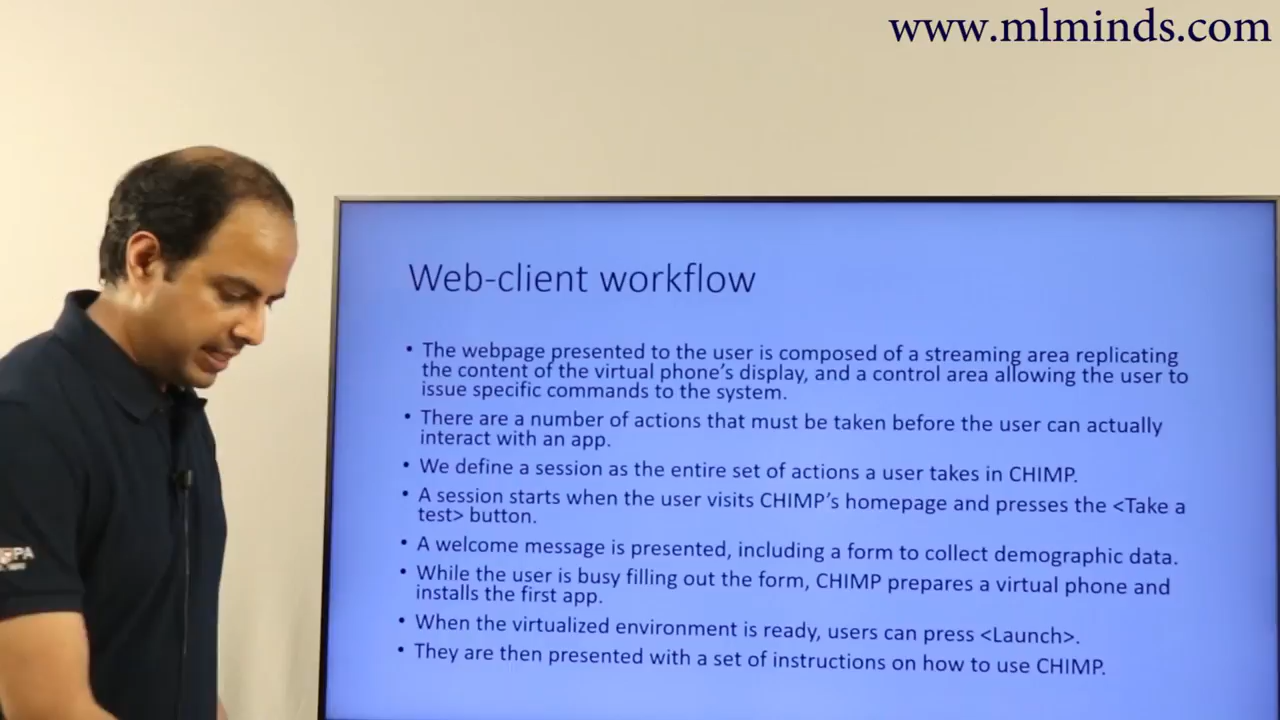 www.mlminds.com
Web-client workflow
• The webpage presented to the user is composed of a streaming area replicating
the content of the virtual phone's display, and a control area allowing the user to
issue specific commands to the system.
• There are a number of actions that must be taken before the user can actually
interact with an app.
• We define a session as the entire set of actions a user takes in CHIMP.
• A session starts when the user visits CHIMP's homepage and presses the <Take a
test> button.
• A welcome message is presented, including a form to collect demographic data.
• While the user is busy filling out the form, CHIMP prepares a virtual phone and
installs the first app.
• When the virtualized environment is ready, users can press <Launch>.
• They are then presented with a set of instructions on how to use CHIMP.
PA